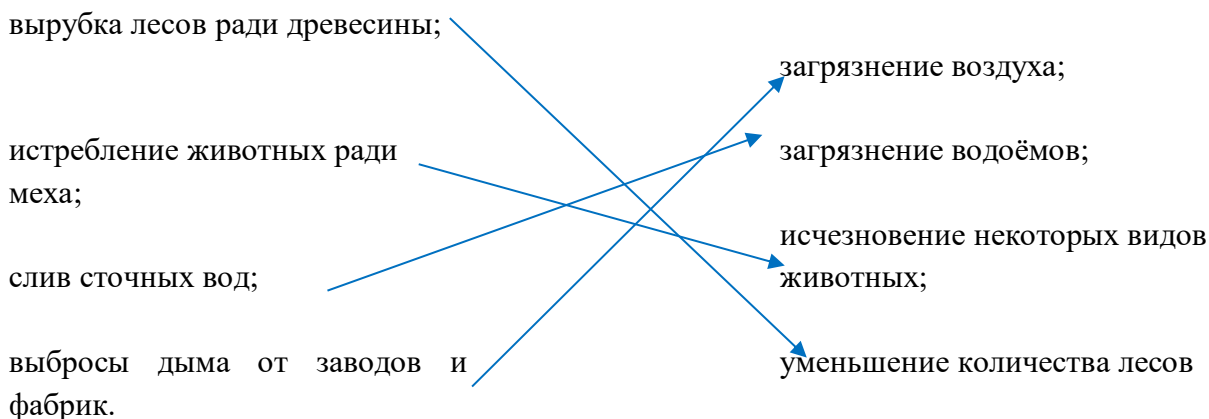 вырубка лесов ради древесины;
истребление животных ради
меха;
слив сточных вод;
выбросы дыма от заводов и
фабрик.
загрязнение воздуха;
загрязнение водоёмов;
исчезновение некоторых видов
животных;
уменьшение количества лесов